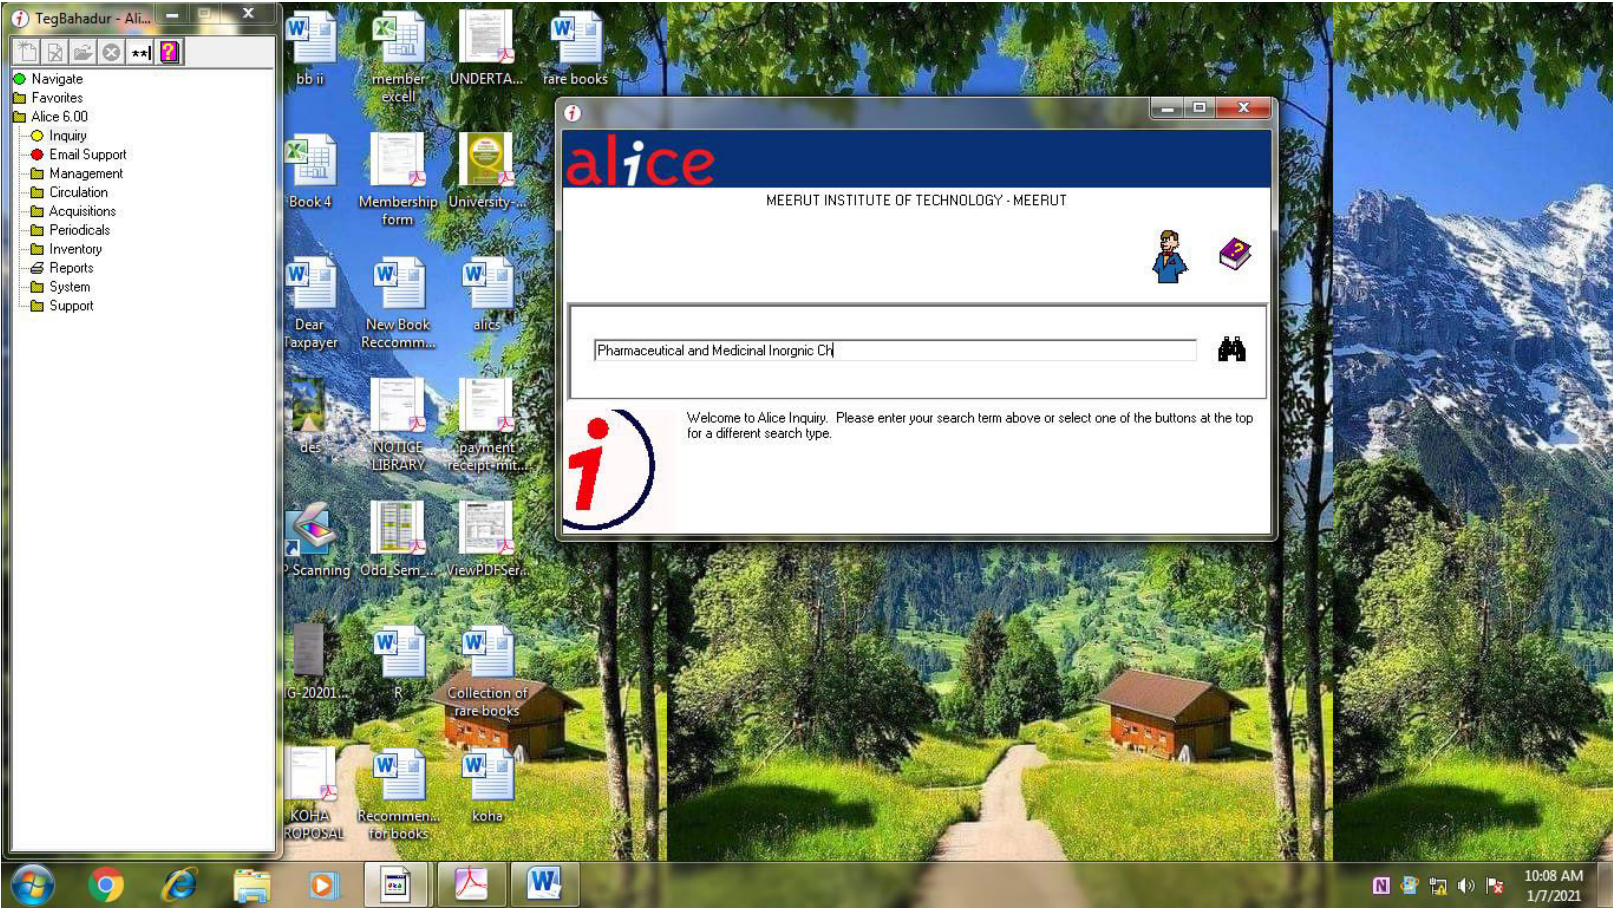 TegBahadur - Ali...
**
Navigate
Favorites
Alice 6.00
Inquiry
Email Support
Management
Circulation
Acquisitions
Periodicals
Inventory
Reports
System
Support
bb ii
member excell
UNDERTA...
rare books
Book 4
Membership form
University-...
Dear Taxpayer
New Book Reccomm...
alics
des
NOTICE LIBRARY
payment receipt-mit...
P Scanning
Odd_Sem_...
ViewPDFSer...
G-20201...
R
Collection of rare books
KOHA ROPOSAL
Recommen... for books
koha
alice
MEERUT INSTITUTE OF TECHNOLOGY - MEERUT
Pharmaceutical and Medicinal Inorgnic Ch
Welcome to Alice Inquiry. Please enter your search term above or select one of the buttons at the top
for a different search type.
10:08 AM
1/7/2021